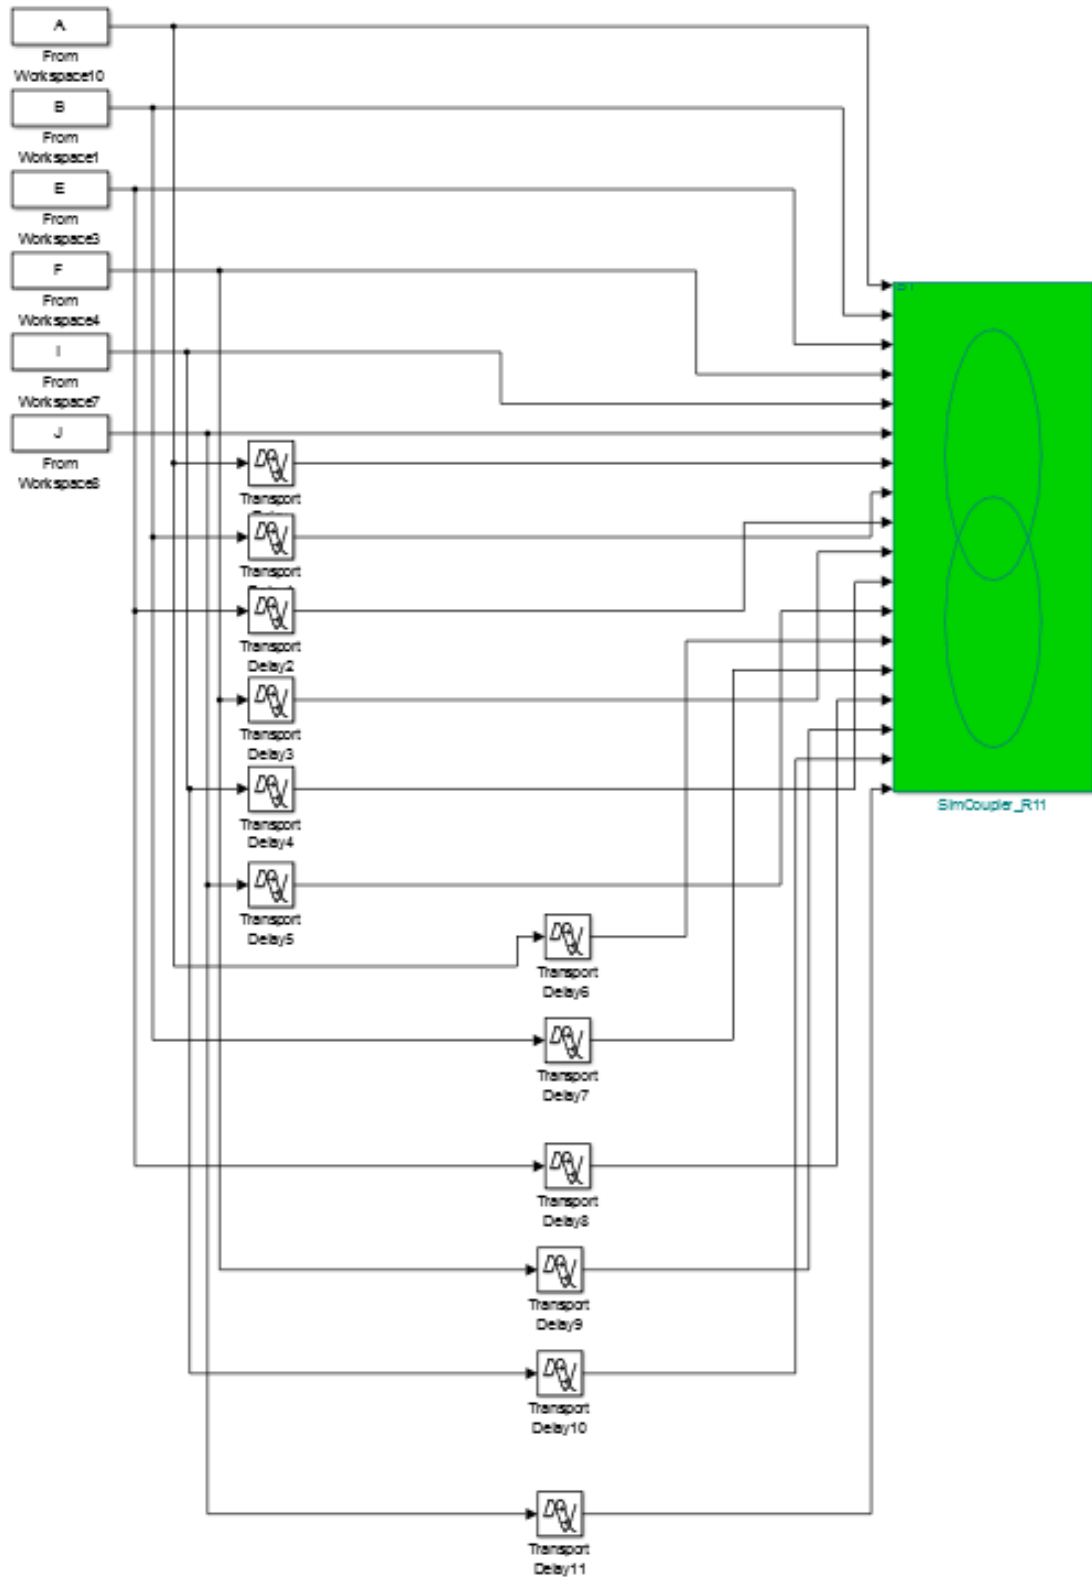 A
From
Workspace10
B
From
Workspace1
E
From
Workspace3
F
From
Workspace4
I
From
Workspace7
J
From
Workspace8
Transport
Transport
Transport
Delay2
Transport
Delay3
Transport
Delay4
Transport
Delay5
Transport
Delay6
Transport
Delay7
Transport
Delay8
Transport
Delay9
Transport
Delay10
Transport
Delay11
SimCoupler_R11